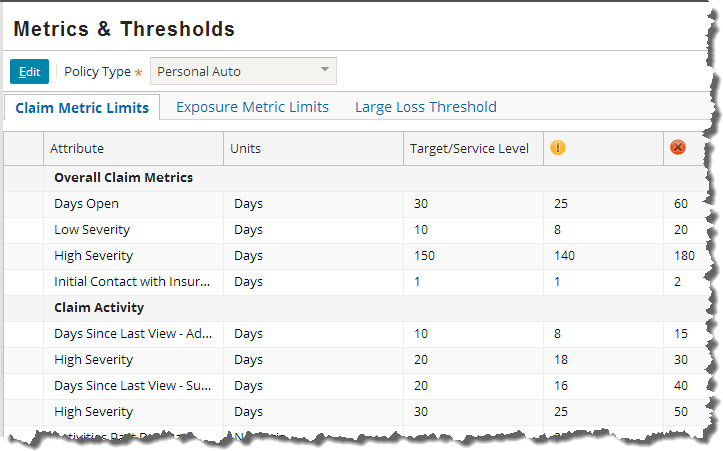 Metrics & Thresholds
Edit Policy Type * Personal Auto
Claim Metric Limits Exposure Metric Limits Large Loss Threshold
Attribute Units Target/Service Level
Overall Claim Metrics
Days Open Days 30 25 60
Low Severity Days 10 8 20
High Severity Days 150 140 180
Initial Contact with Insur... Days 1 1 2
Claim Activity
Days Since Last View - Ad... Days 10 8 15
High Severity Days 20 18 30
Days Since Last View - Su... Days 20 16 40
High Severity Days 30 25 50